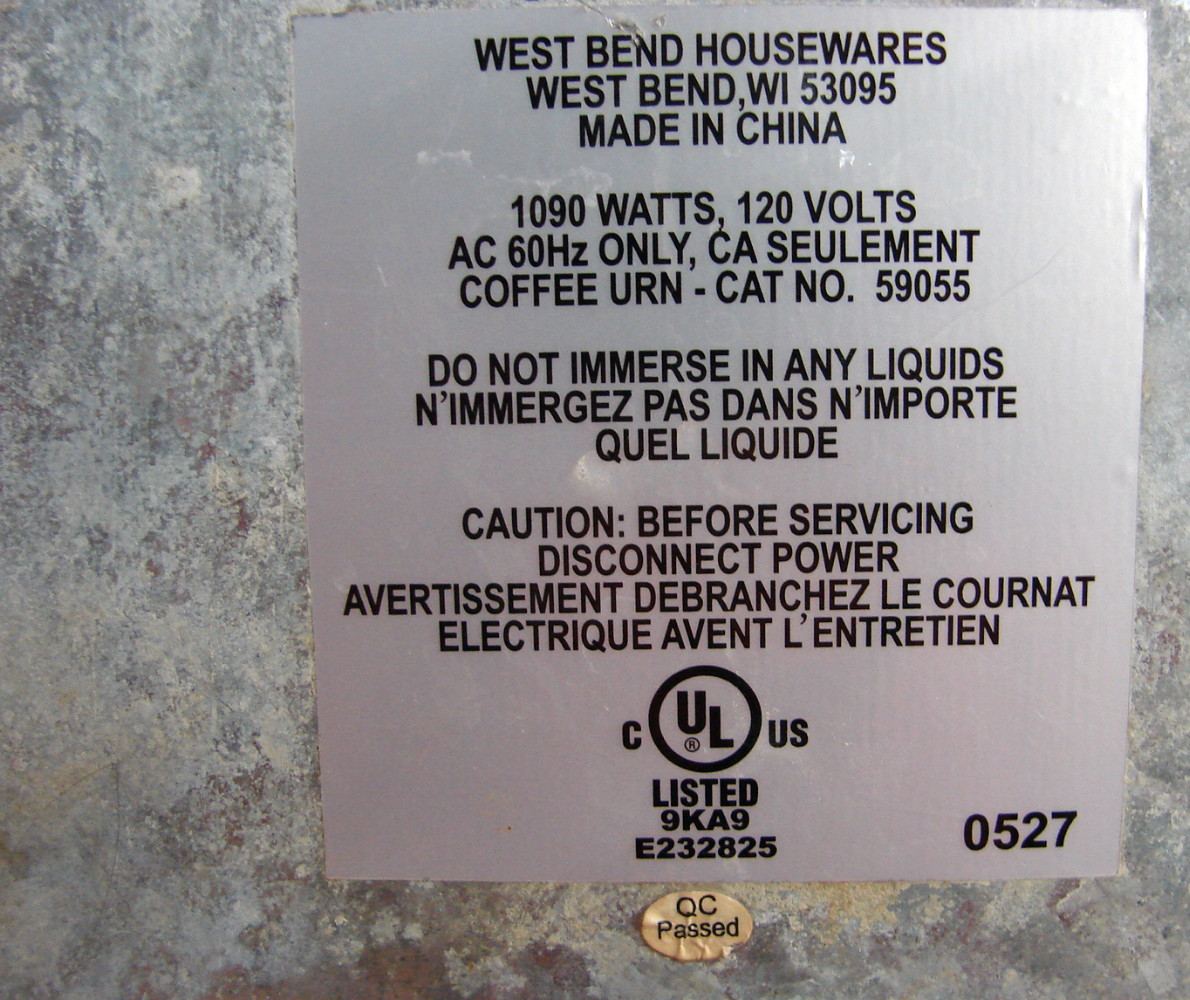 WEST BEND HOUSEWARES
WEST BEND,WI 53095
MADE IN CHINA
1090 WATTS, 120 VOLTS
AC 60Hz ONLY, CA SEULEMENT
COFFEE URN - CAT NO. 59055
DO NOT IMMERSE IN ANY LIQUIDS
N'IMMERGEZ PAS DANS N'IMPORTE
QUEL LIQUIDE
CAUTION: BEFORE SERVICING
DISCONNECT POWER
AVERTISSEMENT DEBRANCHEZ LE COURNAT
ELECTRIQUE AVENT L'ENTRETIEN
C UL ® US
LISTED
9KA9
E232825
0527
QC
Passed